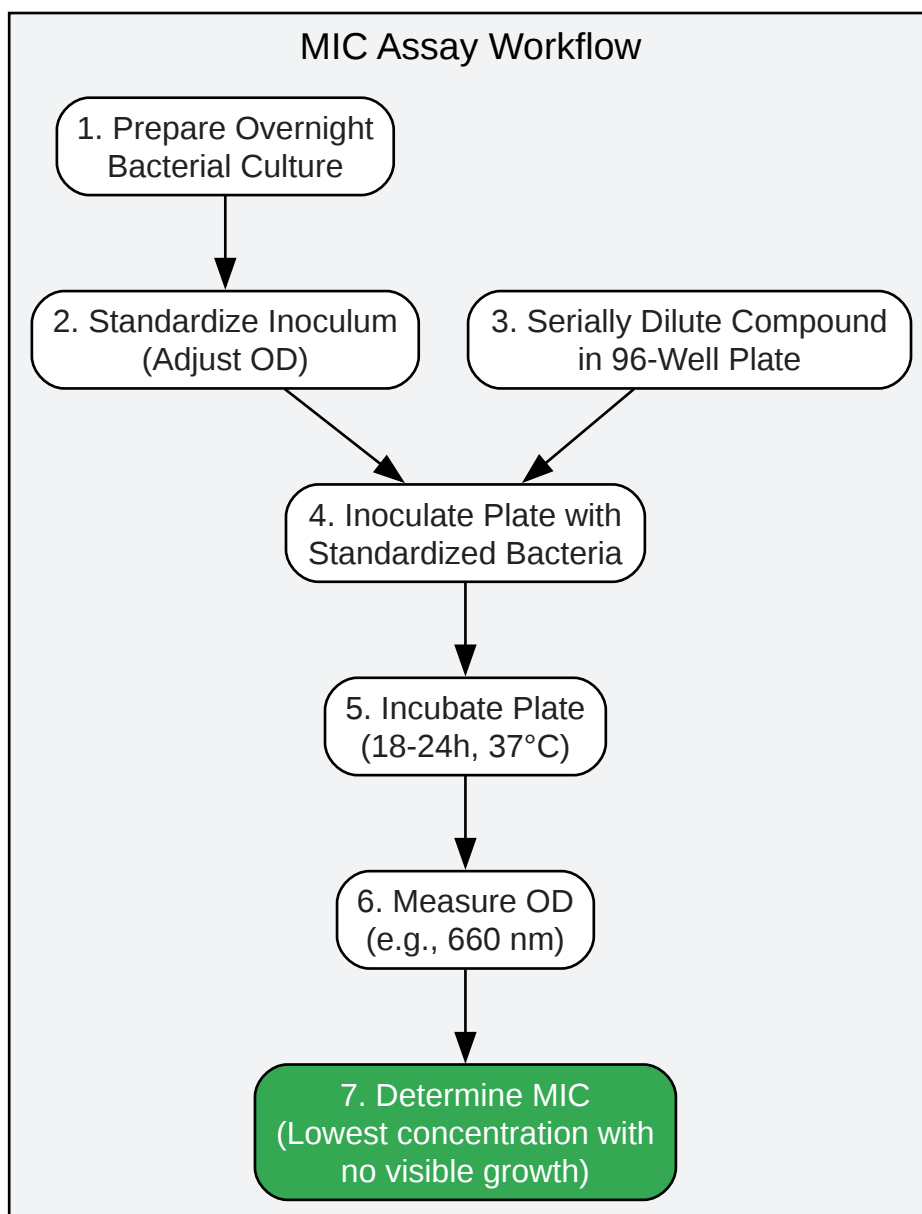 MIC Assay Workflow
1. Prepare Overnight
Bacterial Culture
2. Standardize Inoculum
(Adjust OD)
3. Serially Dilute Compound
in 96-Well Plate
4. Inoculate Plate with
Standardized Bacteria
5. Incubate Plate
(18-24h, 37°C)
6. Measure OD
(e.g., 660 nm)
7. Determine MIC
(Lowest concentration with
no visible growth)